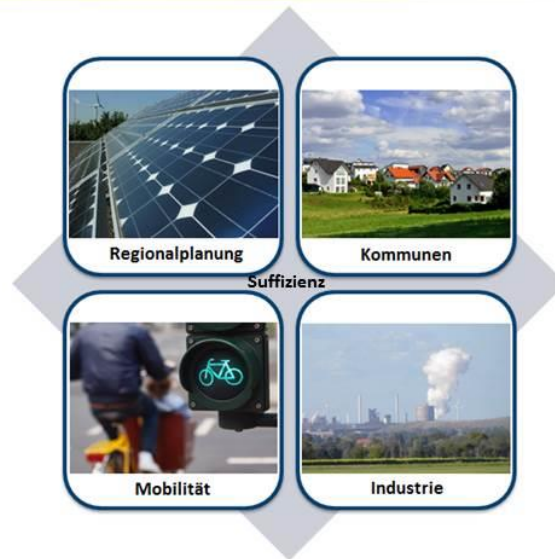 Regionalplanung
Kommunen
Suffizienz
Mobilität
Industrie